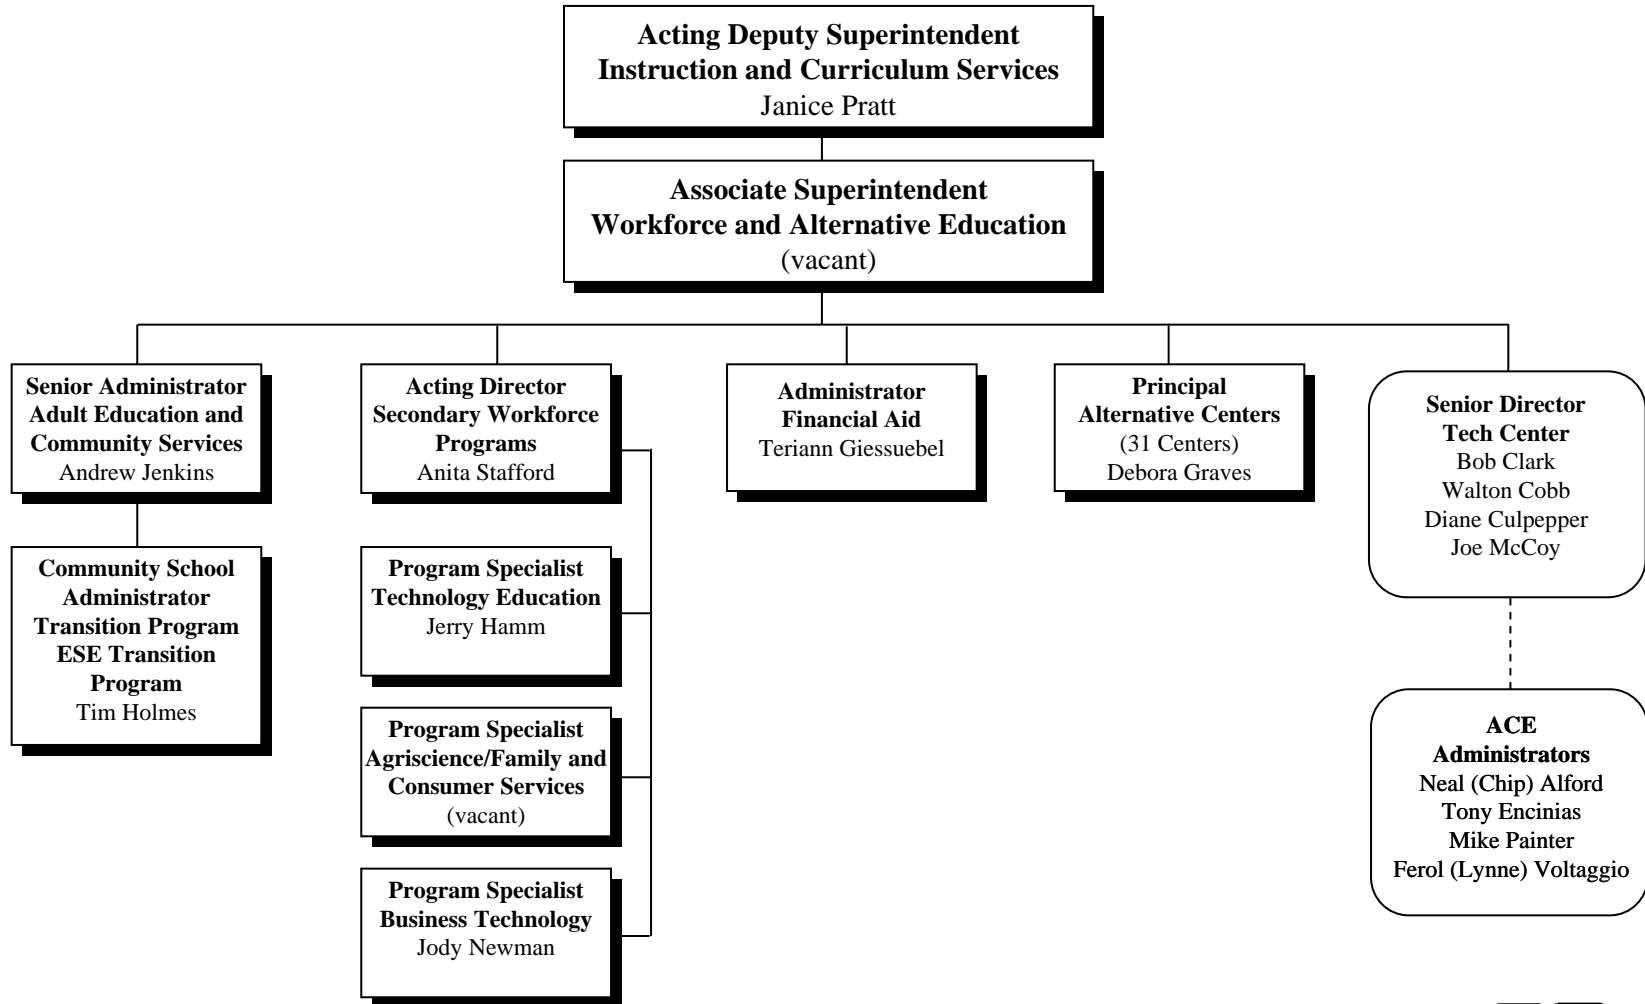 Acting Deputy Superintendent
Instruction and Curriculum Services
Janice Pratt
Associate Superintendent
Workforce and Alternative Education
(vacant)
Senior Administrator
Adult Education and
Community Services
Andrew Jenkins
Acting Director
Secondary Workforce
Programs
Anita Stafford
Administrator
Financial Aid
Teriann Giessuebel
Principal
Alternative Centers
(31 Centers)
Debora Graves
Senior Director
Tech Center
Bob Clark
Walton Cobb
Diane Culpepper
Joe McCoy
Community School
Administrator
Transition Program
ESE Transition
Program
Tim Holmes
Program Specialist
Technology Education
Jerry Hamm
Program Specialist
Agriscience/Family and
Consumer Services
(vacant)
Program Specialist
Business Technology
Jody Newman
ACE
Administrators
Neal (Chip) Alford
Tony Encinias
Mike Painter
Ferol (Lynne) Voltaggio